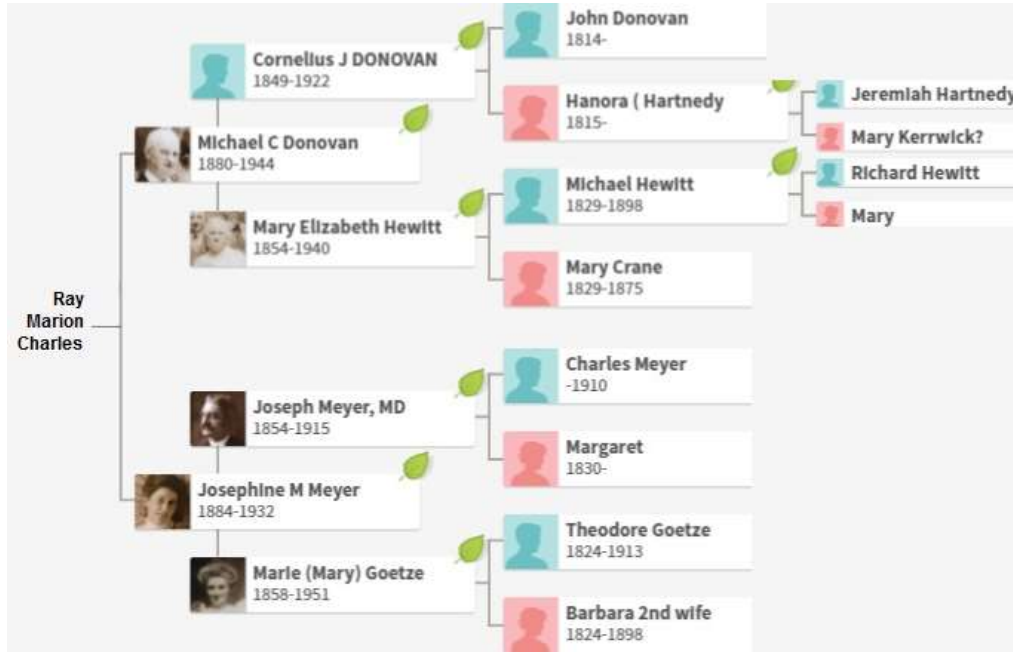 John Donovan
1814-
Cornelius J DONOVAN
1849-1922
Hanora ( Hartnedy
1815-
Jeremiah Hartnedy
Mary Kerrwick?
Michael C Donovan
1880-1944
Michael Hewitt
1829-1898
Richard Hewitt
Mary
Mary Elizabeth Hewitt
1854-1940
Mary Crane
1829-1875
Ray
Marion
Charles
Charles Meyer
-1910
Joseph Meyer, MD
1854-1915
Margaret
1830-
Josephine M Meyer
1884-1932
Theodore Goetze
1824-1913
Marie (Mary) Goetze
1858-1951
Barbara 2nd wife
1824-1898